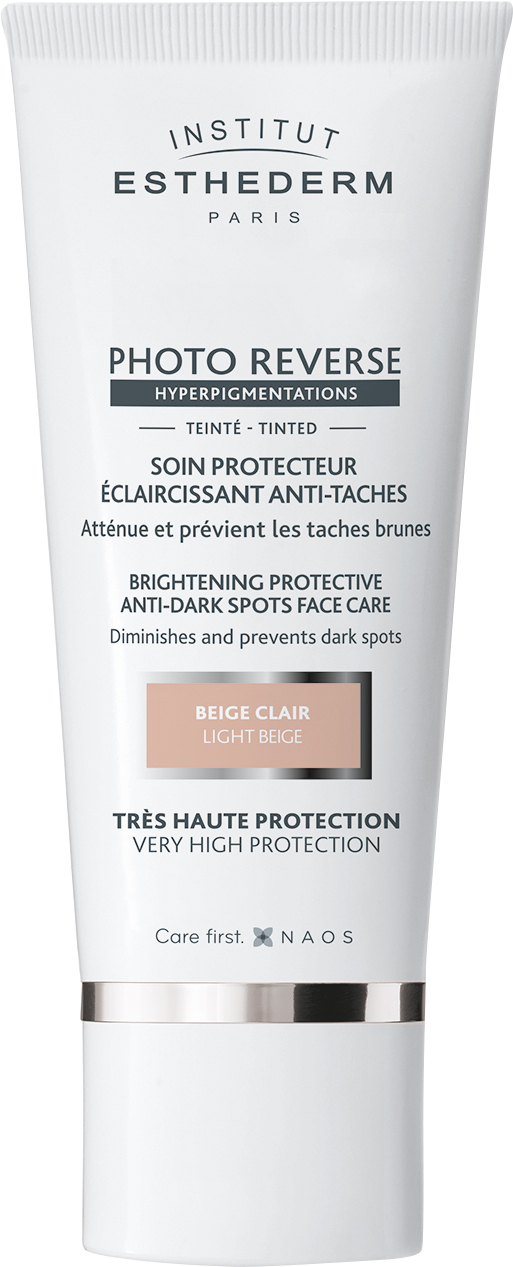 INSTITUT
ESTHEDERM
PARIS
PHOTO REVERSE
HYPERPIGMENTATIONS
TEINTÉ - TINTED
SOIN PROTECTEUR
ÉCLAIRCISSANT ANTI-TACHES
Atténue et prévient les taches brunes
BRIGHTENING PROTECTIVE
ANTI-DARK SPOTS FACE CARE
Diminishes and prevents dark spots
BEIGE CLAIR
LIGHT BEIGE
TRÈS HAUTE PROTECTION
VERY HIGH PROTECTION
Care first. NAOS